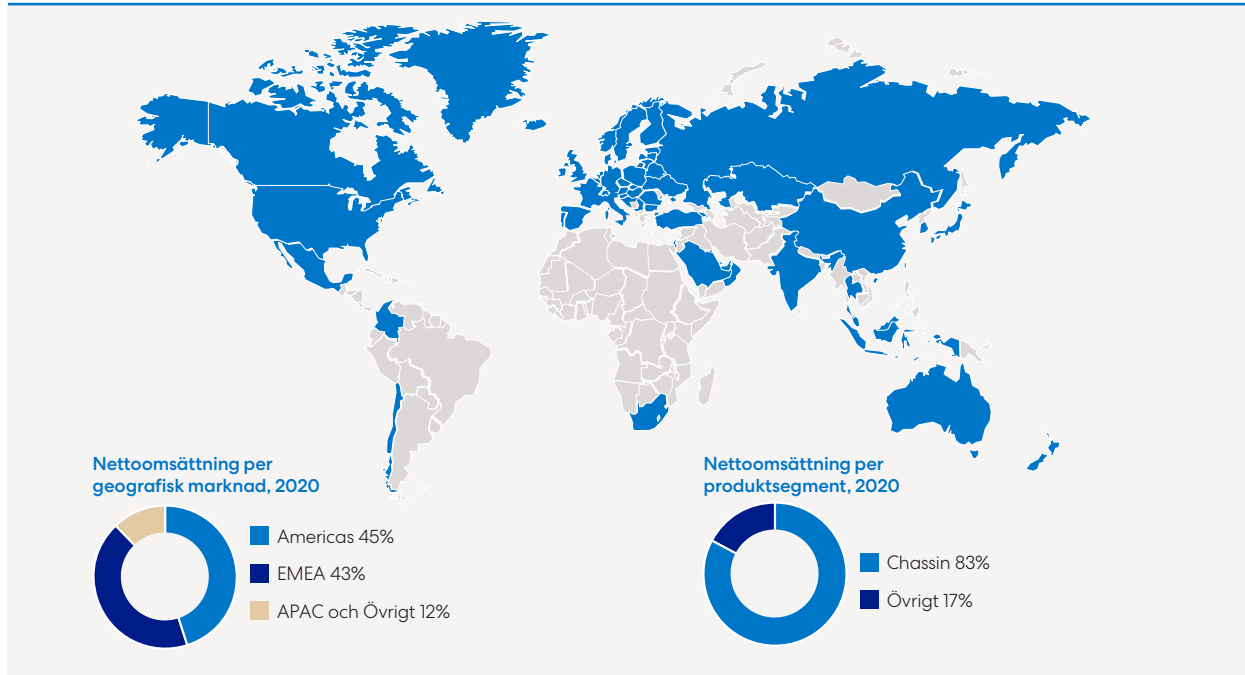 Nettoomsättning per
geografisk marknad, 2020
Americas 45%
EMEA 43%
APAC och Övrigt 12%
Nettoomsättning per
produktsegment, 2020
Chassin 83%
Övrigt 17%